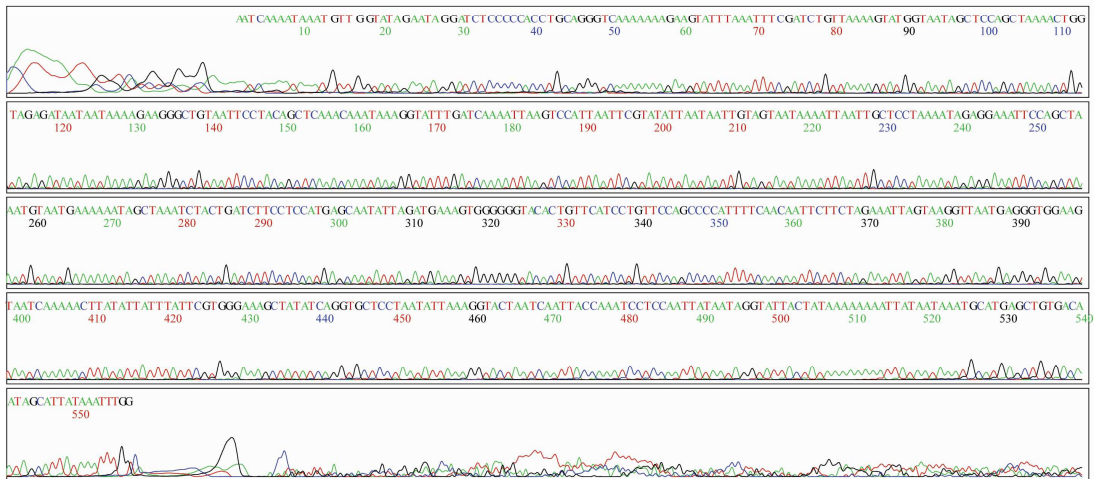 AATCAAAATAAAT GTT GGTATAGAATAGGATCTCCCCCACCTGCAGGGTCAAAAAAAGAAGTATTTAAATTTCGATCTGTTAAAAGTATGGTAATAGCTCCAGCTAAAACTGG
10 20 30 40 50 60 70 80 90 100 110
TAGAGATAATAATAAAAGAAGGGCTGTAATTCCTACAGCTCAAACAAATAAAGGTATTTGATCAAAATTAAGTCCATTAATTCGTATATTAATAATTGTAGTAATAAAATTAATTGCTCCTAAAATAGAGGAAATTCCAGCTA
120 130 140 150 160 170 180 190 200 210 220 230 240 250
AATGTAATGAAAAAATAGCTAAATCTACTGATCTTCCTCCATGAGCAATATTAGATGAAAGTGGGGGGTACACTGTTCATCCTGTTCCAGCCCCATTTTCAACAATTCTTCTAGAAATTAGTAAGGTTAATGAGGGTGGAAG
260 270 280 290 300 310 320 330 340 350 360 370 380 390
TAATCAAAAACTTATATTATTTATTCGTGGGAAAGCTATATCAGGTGCTCCTAATATTAAAGGTACTAATCAATTACCAAATCCTCCAATTATAATAGGTATTACTATAAAAAAAATTATAATAAATGCATGAGCTGTGACA
400 410 420 430 440 450 460 470 480 490 500 510 520 530 540
ATAGCATTATAAATTTGG
550